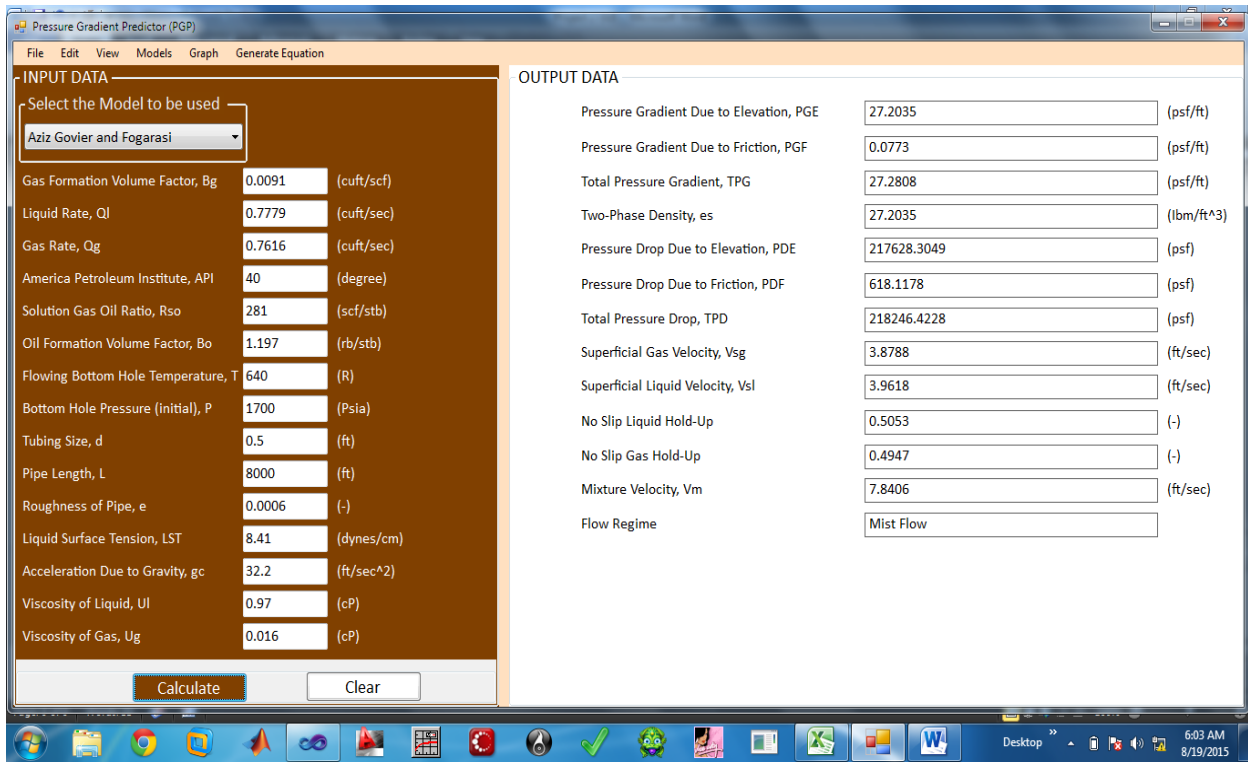 Pressure Gradient Predictor (PGP)
File Edit View Models Graph Generate Equation
INPUT DATA
Select the Model to be used
Aziz Govier and Fogarasi
Gas Formation Volume Factor, Bg 0.0091 (cuft/scf)
Liquid Rate, Ql 0.7779 (cuft/sec)
Gas Rate, Qg 0.7616 (cuft/sec)
America Petroleum Institute, API 40 (degree)
Solution Gas Oil Ratio, Rso 281 (scf/stb)
Oil Formation Volume Factor, Bo 1.197 (rb/stb)
Flowing Bottom Hole Temperature, T 640 (R)
Bottom Hole Pressure (initial), P 1700 (Psia)
Tubing Size, d 0.5 (ft)
Pipe Length, L 8000 (ft)
Roughness of Pipe, e 0.0006 (-)
Liquid Surface Tension, LST 8.41 (dynes/cm)
Acceleration Due to Gravity, gc 32.2 (ft/sec^2)
Viscosity of Liquid, Ul 0.97 (cP)
Viscosity of Gas, Ug 0.016 (cP)
Calculate Clear
OUTPUT DATA
Pressure Gradient Due to Elevation, PGE 27.2035 (psf/ft)
Pressure Gradient Due to Friction, PGF 0.0773 (psf/ft)
Total Pressure Gradient, TPG 27.2808 (psf/ft)
Two-Phase Density, es 27.2035 (Ibm/ft^3)
Pressure Drop Due to Elevation, PDE 217628.3049 (psf)
Pressure Drop Due to Friction, PDF 618.1178 (psf)
Total Pressure Drop, TPD 218246.4228 (psf)
Superficial Gas Velocity, Vsg 3.8788 (ft/sec)
Superficial Liquid Velocity, Vsl 3.9618 (ft/sec)
No Slip Liquid Hold-Up 0.5053 (-)
No Slip Gas Hold-Up 0.4947 (-)
Mixture Velocity, Vm 7.8406 (ft/sec)
Flow Regime Mist Flow
Desktop
6:03 AM
8/19/2015